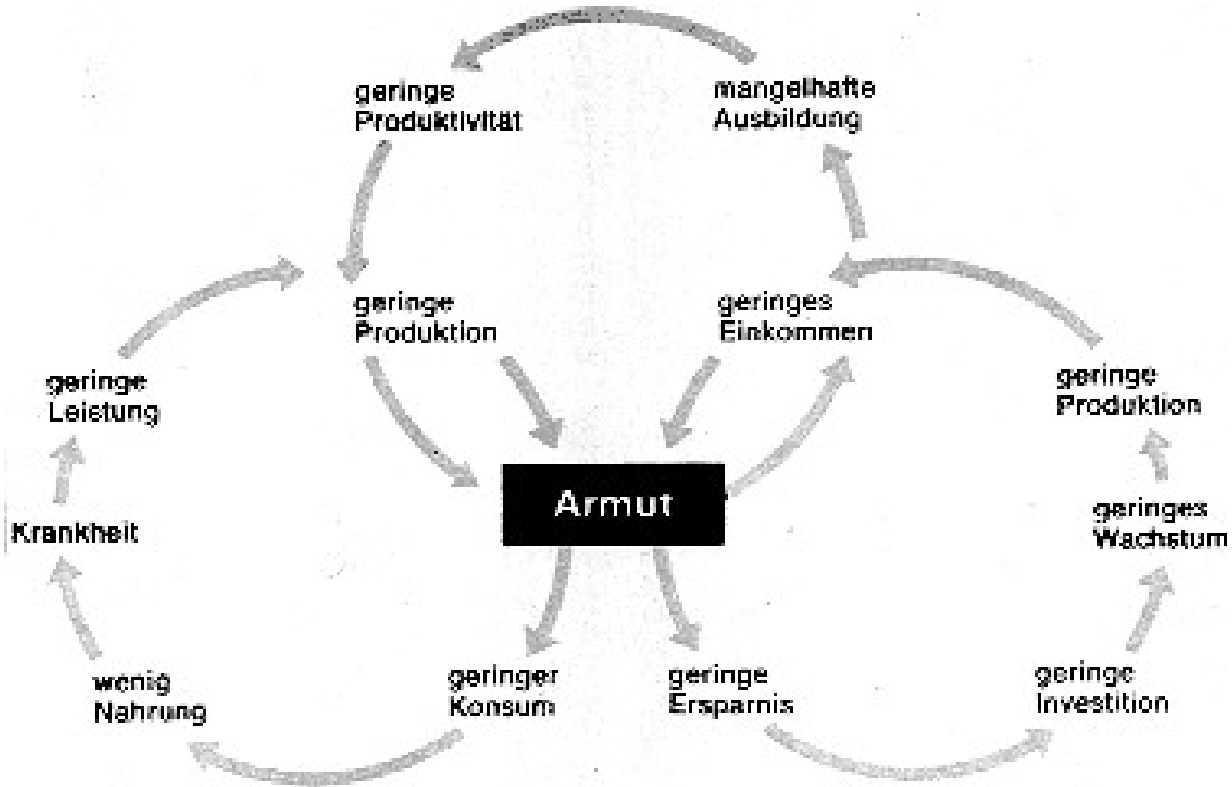 geringe
Produktivität
mangelhafte
Ausbildung
geringe
Produktion
geringes
Einkommen
geringe
Leistung
geringe
Produktion
Armut
Krankheit
geringes
Wachstum
wenig
Nahrung
geringer
Konsum
geringe
Ersparnis
geringe
Investition